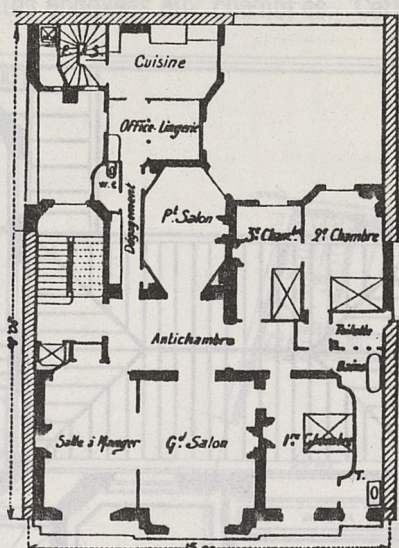 E. D. S.
Cuisine
Office-Lingerie
W. C.
Dégagement
Pt. Salon
3e Chambre
2e Chambre
Antichambre
Toilette
Bains
Salle à Manger
Gd. Salon
1re Chambre
T.